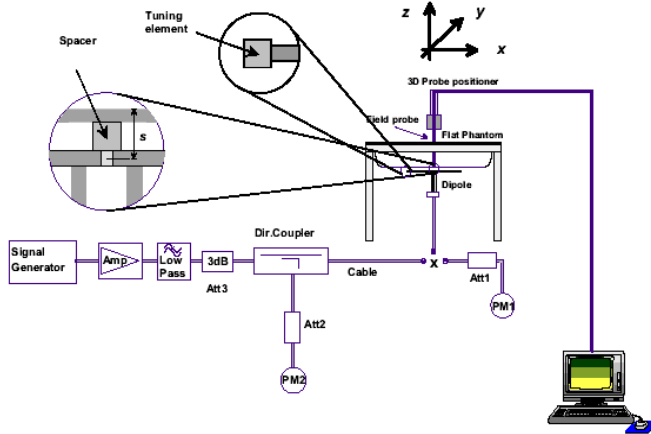 Tuning
element
z
y
x
Spacer
3D Probe positioner
Field probe
Flat Phantom
s
Dipole
Dir.Coupler
Signal
Generator
Amp
Low
Pass
3dB
Cable
x
Att1
Att3
PM1
Att2
PM2